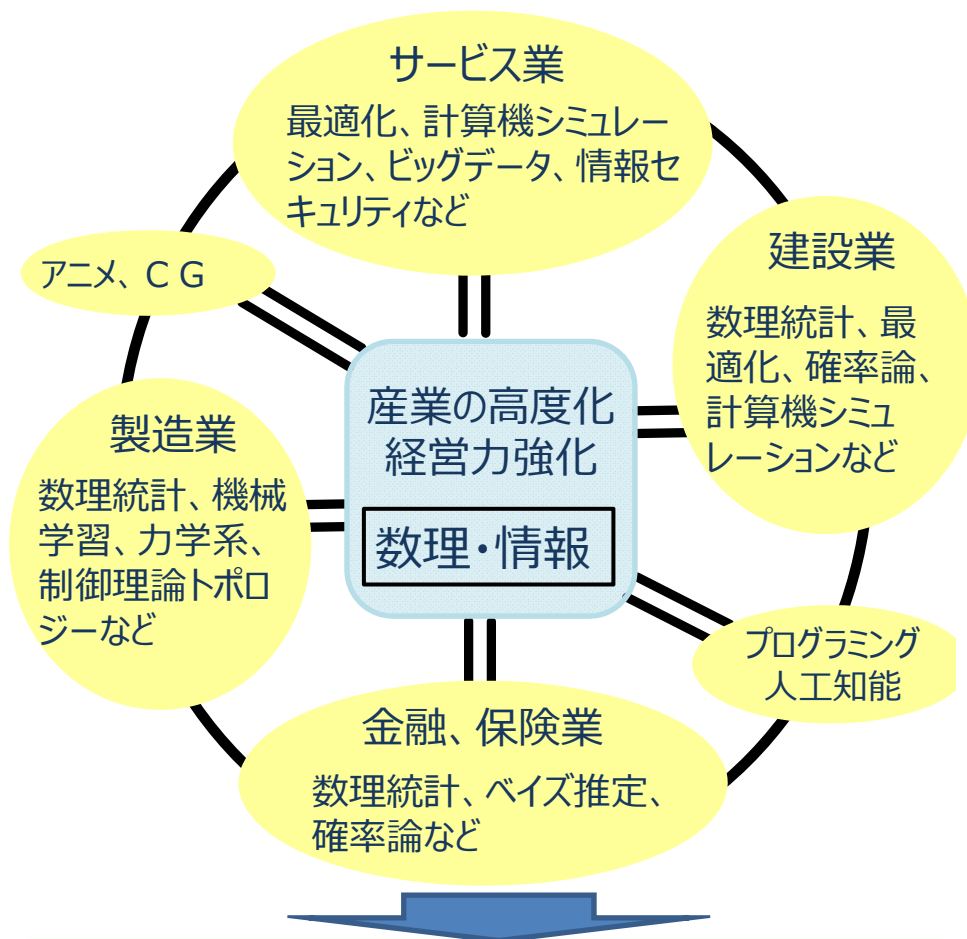 サービス業
最適化、計算機シミュレー
ション、ビッグデータ、情報セ
キュリティなど
アニメ、ＣＧ
建設業
数理統計、最
適化、確率論、
計算機シミュ
レーションなど
産業の高度化
経営力強化
数理・情報
製造業
数理統計、機械
学習、力学系、
制御理論トポロ
ジーなど
プログラミング
人工知能
金融、保険業
数理統計、ベイズ推定、
確率論など